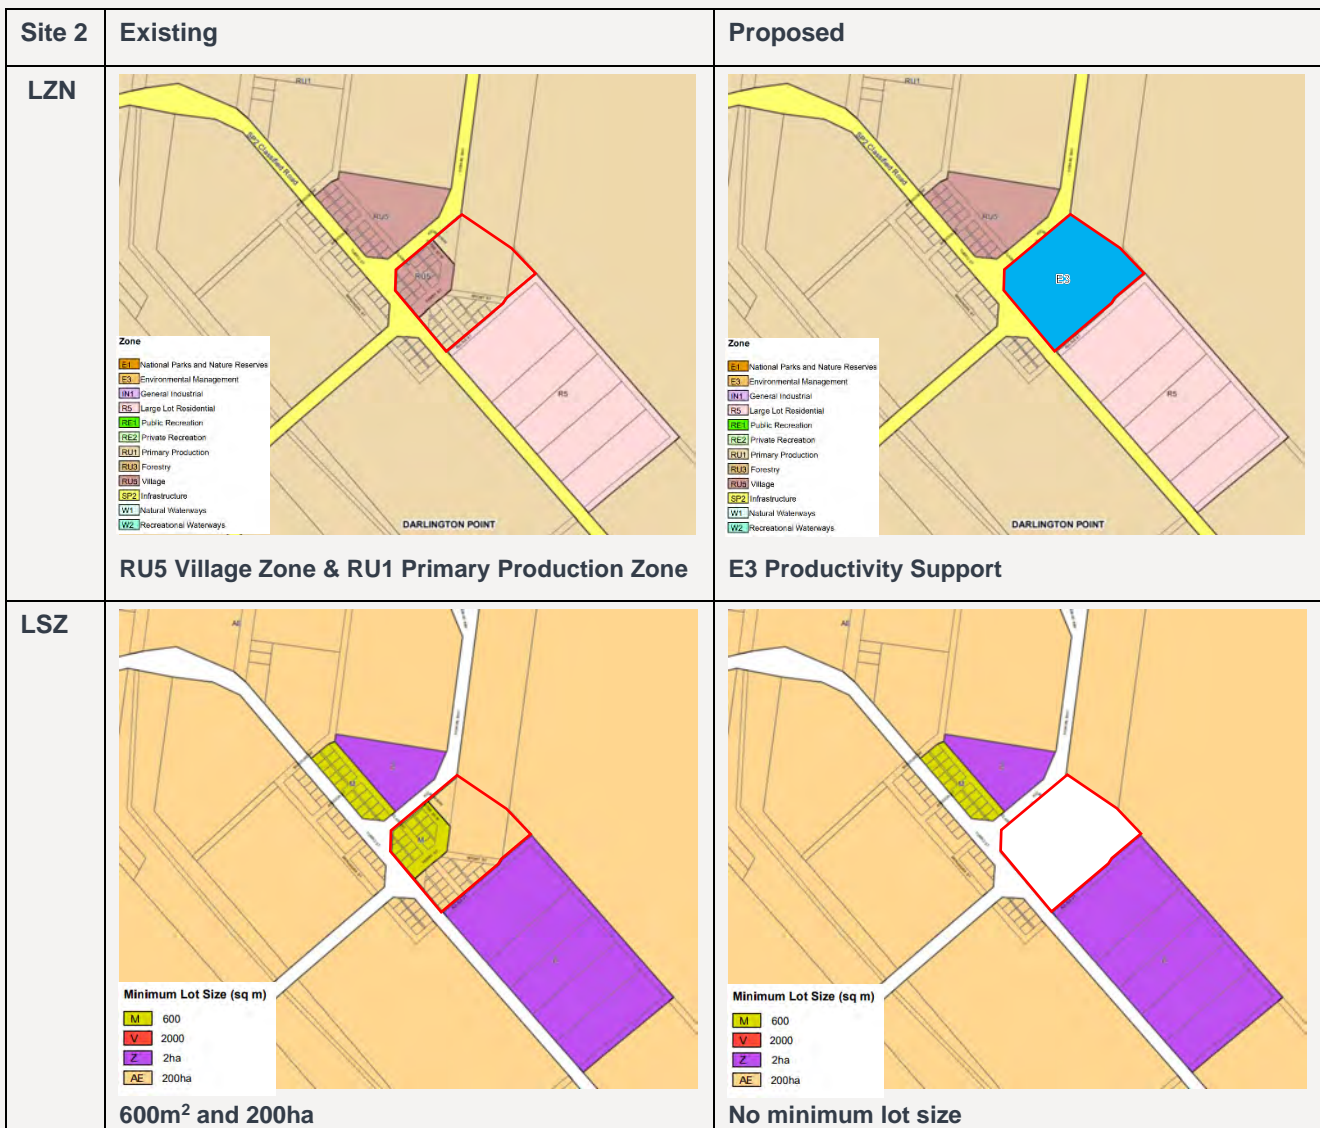 Site 2
Existing
Proposed
LZN
RU1
SP2 Classified Road
RU5
RU5
R5
Zone
E1 National Parks and Nature Reserves
E3 Environmental Management
IN1 General Industrial
R5 Large Lot Residential
RE1 Public Recreation
RE2 Private Recreation
RU1 Primary Production
RU3 Forestry
RU5 Village
SP2 Infrastructure
W1 Natural Waterways
W2 Recreational Waterways
DARLINGTON POINT
RU5 Village Zone & RU1 Primary Production Zone
RU1
SP2 Classified Road
RU5
E3
R5
Zone
E1 National Parks and Nature Reserves
E3 Environmental Management
IN1 General Industrial
R5 Large Lot Residential
RE1 Public Recreation
RE2 Private Recreation
RU1 Primary Production
RU3 Forestry
RU5 Village
SP2 Infrastructure
W1 Natural Waterways
W2 Recreational Waterways
DARLINGTON POINT
E3 Productivity Support
LSZ
AE
Z
M
M
Z
Minimum Lot Size (sq m)
M 600
V 2000
Z 2ha
AE 200ha
600m² and 200ha
AE
Z
M
Z
Minimum Lot Size (sq m)
M 600
V 2000
Z 2ha
AE 200ha
No minimum lot size